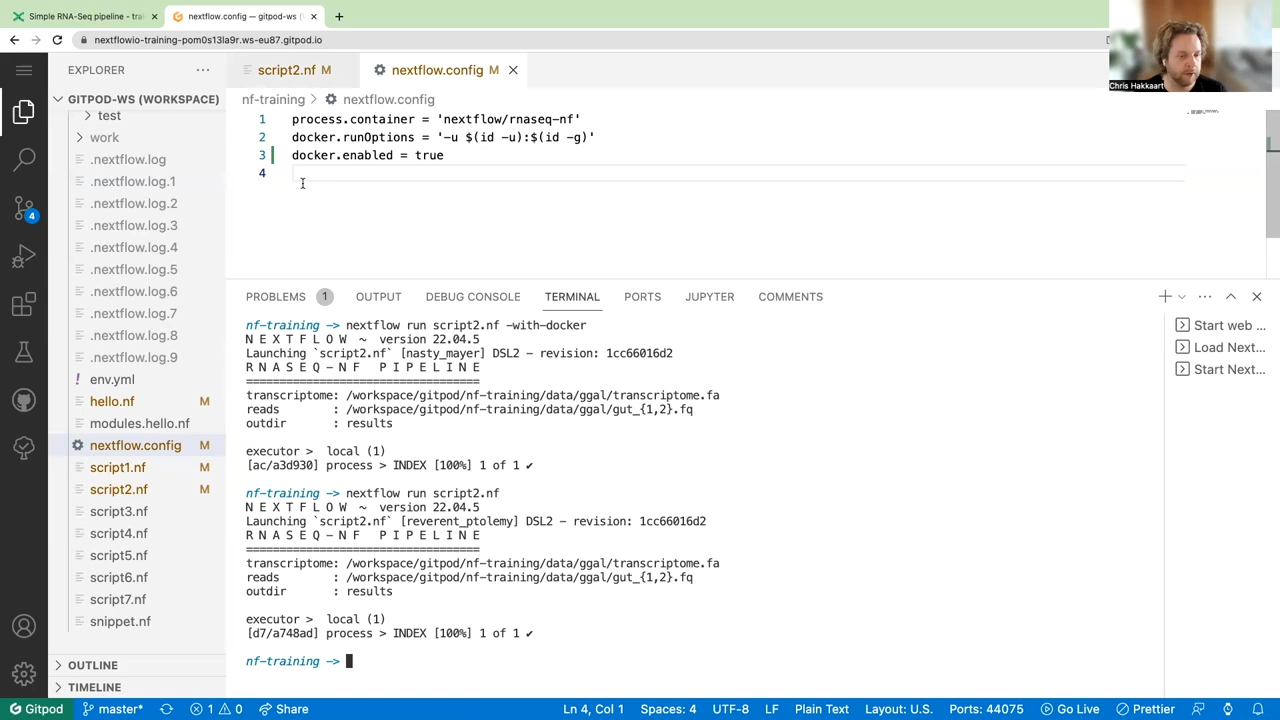 Simple RNA-Seq pipeline - trai
nextflow.config — gitpod-ws (W
nextflowio-training-pom0s13la9r.ws-eu87.gitpod.io
Chris Hakkaart
EXPLORER
GITPOD-WS (WORKSPACE)
test
work
.nextflow.log
.nextflow.log.1
.nextflow.log.2
.nextflow.log.3
.nextflow.log.4
.nextflow.log.5
.nextflow.log.6
.nextflow.log.7
.nextflow.log.8
.nextflow.log.9
env.yml
hello.nf M
modules.hello.nf
nextflow.config M
script1.nf M
script2.nf M
script3.nf
script4.nf
script5.nf
script6.nf
script7.nf
snippet.nf
OUTLINE
TIMELINE
4
script2.nf M
nextflow.config M
nf-training > nextflow.config
1 process.container = 'nextflow/rnaseq-nf'
2 docker.runOptions = '-u $(id -u):$(id -g)'
3 docker.enabled = true
4
PROBLEMS 1 OUTPUT DEBUG CONSOLE TERMINAL PORTS JUPYTER COMMENTS
nf-training -> nextflow run script2.nf -with-docker
N E X T F L O W ~ version 22.04.5
Launching `script2.nf` [nasty_mayer] DSL2 - revision: 1cc66016d2
R N A S E Q - N F P I P E L I N E
===================================
transcriptome: /workspace/gitpod/nf-training/data/ggal/transcriptome.fa
reads : /workspace/gitpod/nf-training/data/ggal/gut_{1,2}.fq
outdir : results
executor > local (1)
[ac/a3d930] process > INDEX [100%] 1 of 1 ✔
nf-training -> nextflow run script2.nf
N E X T F L O W ~ version 22.04.5
Launching `script2.nf` [reverent_ptolemy] DSL2 - revision: 1cc66016d2
R N A S E Q - N F P I P E L I N E
===================================
transcriptome: /workspace/gitpod/nf-training/data/ggal/transcriptome.fa
reads : /workspace/gitpod/nf-training/data/ggal/gut_{1,2}.fq
outdir : results
executor > local (1)
[d7/a748ad] process > INDEX [100%] 1 of 1 ✔
nf-training ->
Start web ...
Load Next...
Start Next...
Gitpod master* Share 1 0 Ln 4, Col 1 Spaces: 4 UTF-8 LF Plain Text Layout: U.S. Ports: 44075 Go Live Prettier